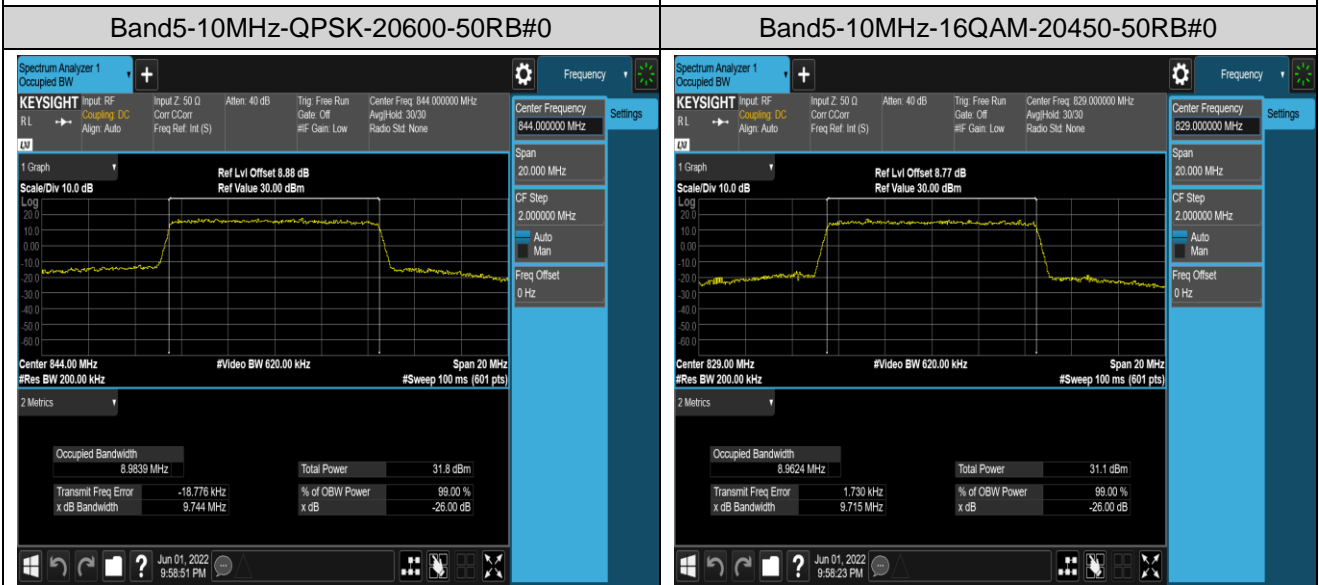 Band5-10MHz-QPSK-20600-50RB#0
Spectrum Analyzer 1
Occupied BW
+
Frequency
KEYSIGHT
RL
LXI
Input: RF
Coupling: DC
Align: Auto
Input Z: 50 Ω
Corr CCorr
Freq Ref: Int (S)
Atten: 40 dB
Trig: Free Run
Gate: Off
#IF Gain: Low
Center Freq: 844.000000 MHz
Avg|Hold: 30/30
Radio Std: None
Center Frequency
844.000000 MHz
Settings
Span
20.000 MHz
CF Step
2.000000 MHz
Auto
Man
Freq Offset
0 Hz
1 Graph
Scale/Div 10.0 dB
Ref Lvl Offset 8.88 dB
Ref Value 30.00 dBm
Log
20.0
10.0
0.00
-10.0
-20.0
-30.0
-40.0
-50.0
-60.0
Center 844.00 MHz
#Res BW 200.00 kHz
#Video BW 620.00 kHz
Span 20 MHz
#Sweep 100 ms (601 pts)
2 Metrics
Occupied Bandwidth
8.9839 MHz
Total Power 31.8 dBm
Transmit Freq Error -18.776 kHz
% of OBW Power 99.00 %
x dB Bandwidth 9.744 MHz
x dB -26.00 dB
?
Jun 01, 2022
9:58:51 PM
Band5-10MHz-16QAM-20450-50RB#0
Spectrum Analyzer 1
Occupied BW
+
Frequency
KEYSIGHT
RL
LXI
Input: RF
Coupling: DC
Align: Auto
Input Z: 50 Ω
Corr CCorr
Freq Ref: Int (S)
Atten: 40 dB
Trig: Free Run
Gate: Off
#IF Gain: Low
Center Freq: 829.000000 MHz
Avg|Hold: 30/30
Radio Std: None
Center Frequency
829.000000 MHz
Settings
Span
20.000 MHz
CF Step
2.000000 MHz
Auto
Man
Freq Offset
0 Hz
1 Graph
Scale/Div 10.0 dB
Ref Lvl Offset 8.77 dB
Ref Value 30.00 dBm
Log
20.0
10.0
0.00
-10.0
-20.0
-30.0
-40.0
-50.0
-60.0
Center 829.00 MHz
#Res BW 200.00 kHz
#Video BW 620.00 kHz
Span 20 MHz
#Sweep 100 ms (601 pts)
2 Metrics
Occupied Bandwidth
8.9624 MHz
Total Power 31.1 dBm
Transmit Freq Error 1.730 kHz
% of OBW Power 99.00 %
x dB Bandwidth 9.715 MHz
x dB -26.00 dB
?
Jun 01, 2022
9:58:23 PM